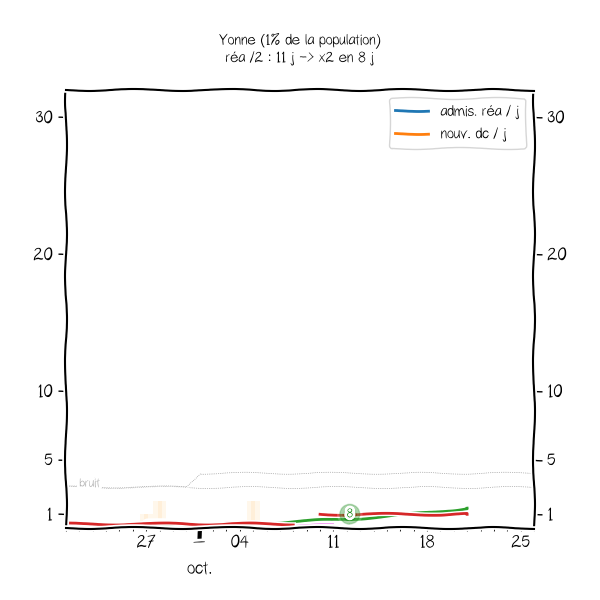 Yonne (1% de la population)
réa /2 : 11 j -> x2 en 8 j
admis. réa / j
nouv. dc / j
30
30
20
20
10
10
5
5
bruit
8
1
1
27
04
11
18
25
oct.